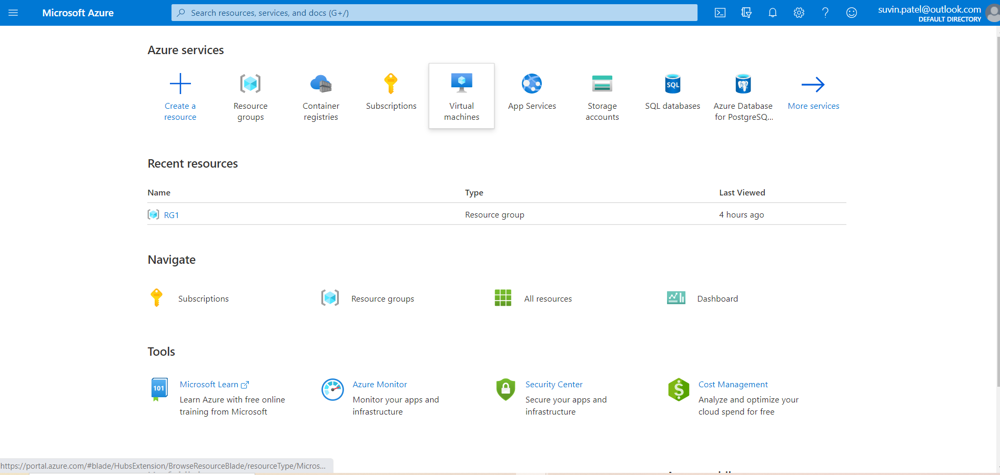 Microsoft Azure
Search resources, services, and docs (G+/)
suvin.patel@outlook.com
DEFAULT DIRECTORY
Azure services
Create a
resource
Resource
groups
Container
registries
Subscriptions
Virtual
machines
App Services
Storage
accounts
SQL
SQL databases
Azure Database
for PostgreSQ...
More services
Recent resources
Name Type Last Viewed
RG1 Resource group 4 hours ago
Navigate
Subscriptions
Resource groups
All resources
Dashboard
Tools
101
Microsoft Learn
Learn Azure with free online
training from Microsoft
Azure Monitor
Monitor your apps and
infrastructure
Security Center
Secure your apps and
infrastructure
$
Cost Management
Analyze and optimize your
cloud spend for free
https://portal.azure.com/#blade/HubsExtension/BrowseResourceBlade/resourceType/Micros...